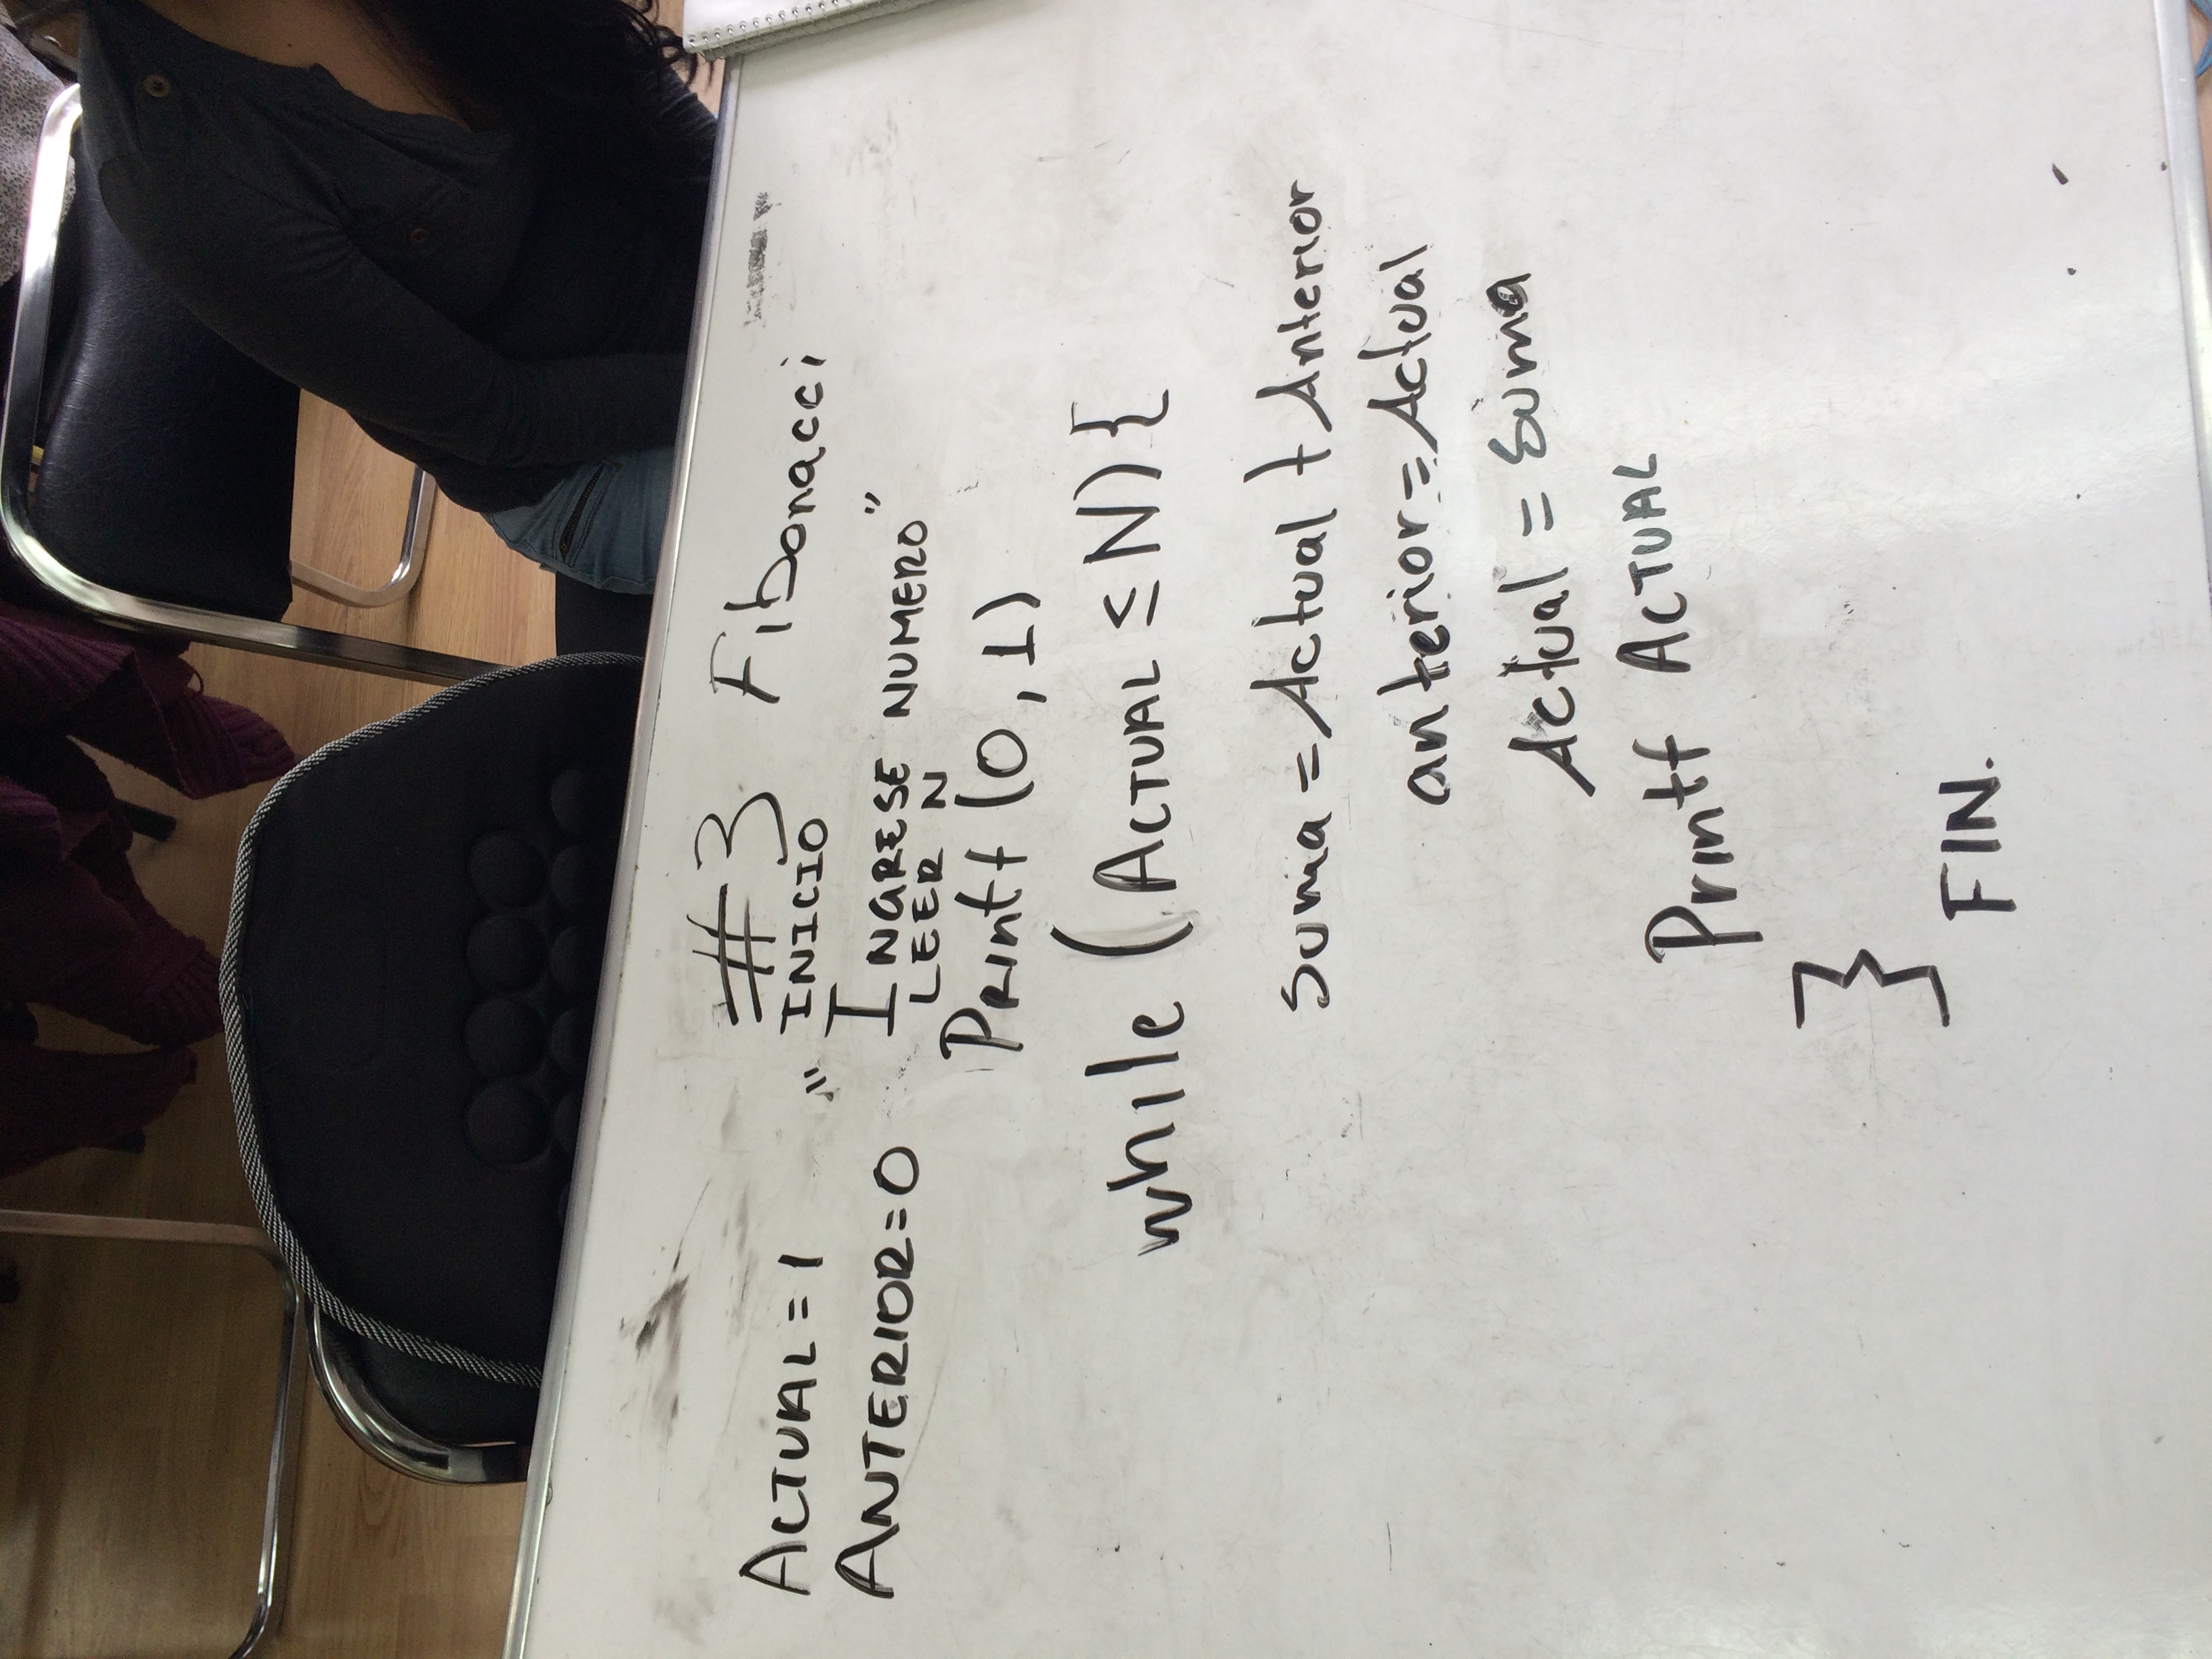 #3 Fibonacci
ACTUAL = 1
ANTERIOR = 0
INICIO
" INGRESE NUMERO "
LEER N
Printf (0, 1)
while (ACTUAL ≤ N) {
suma = Actual + Anterior
anterior = Actual
Actual = suma
Printf ACTUAL
}
FIN.